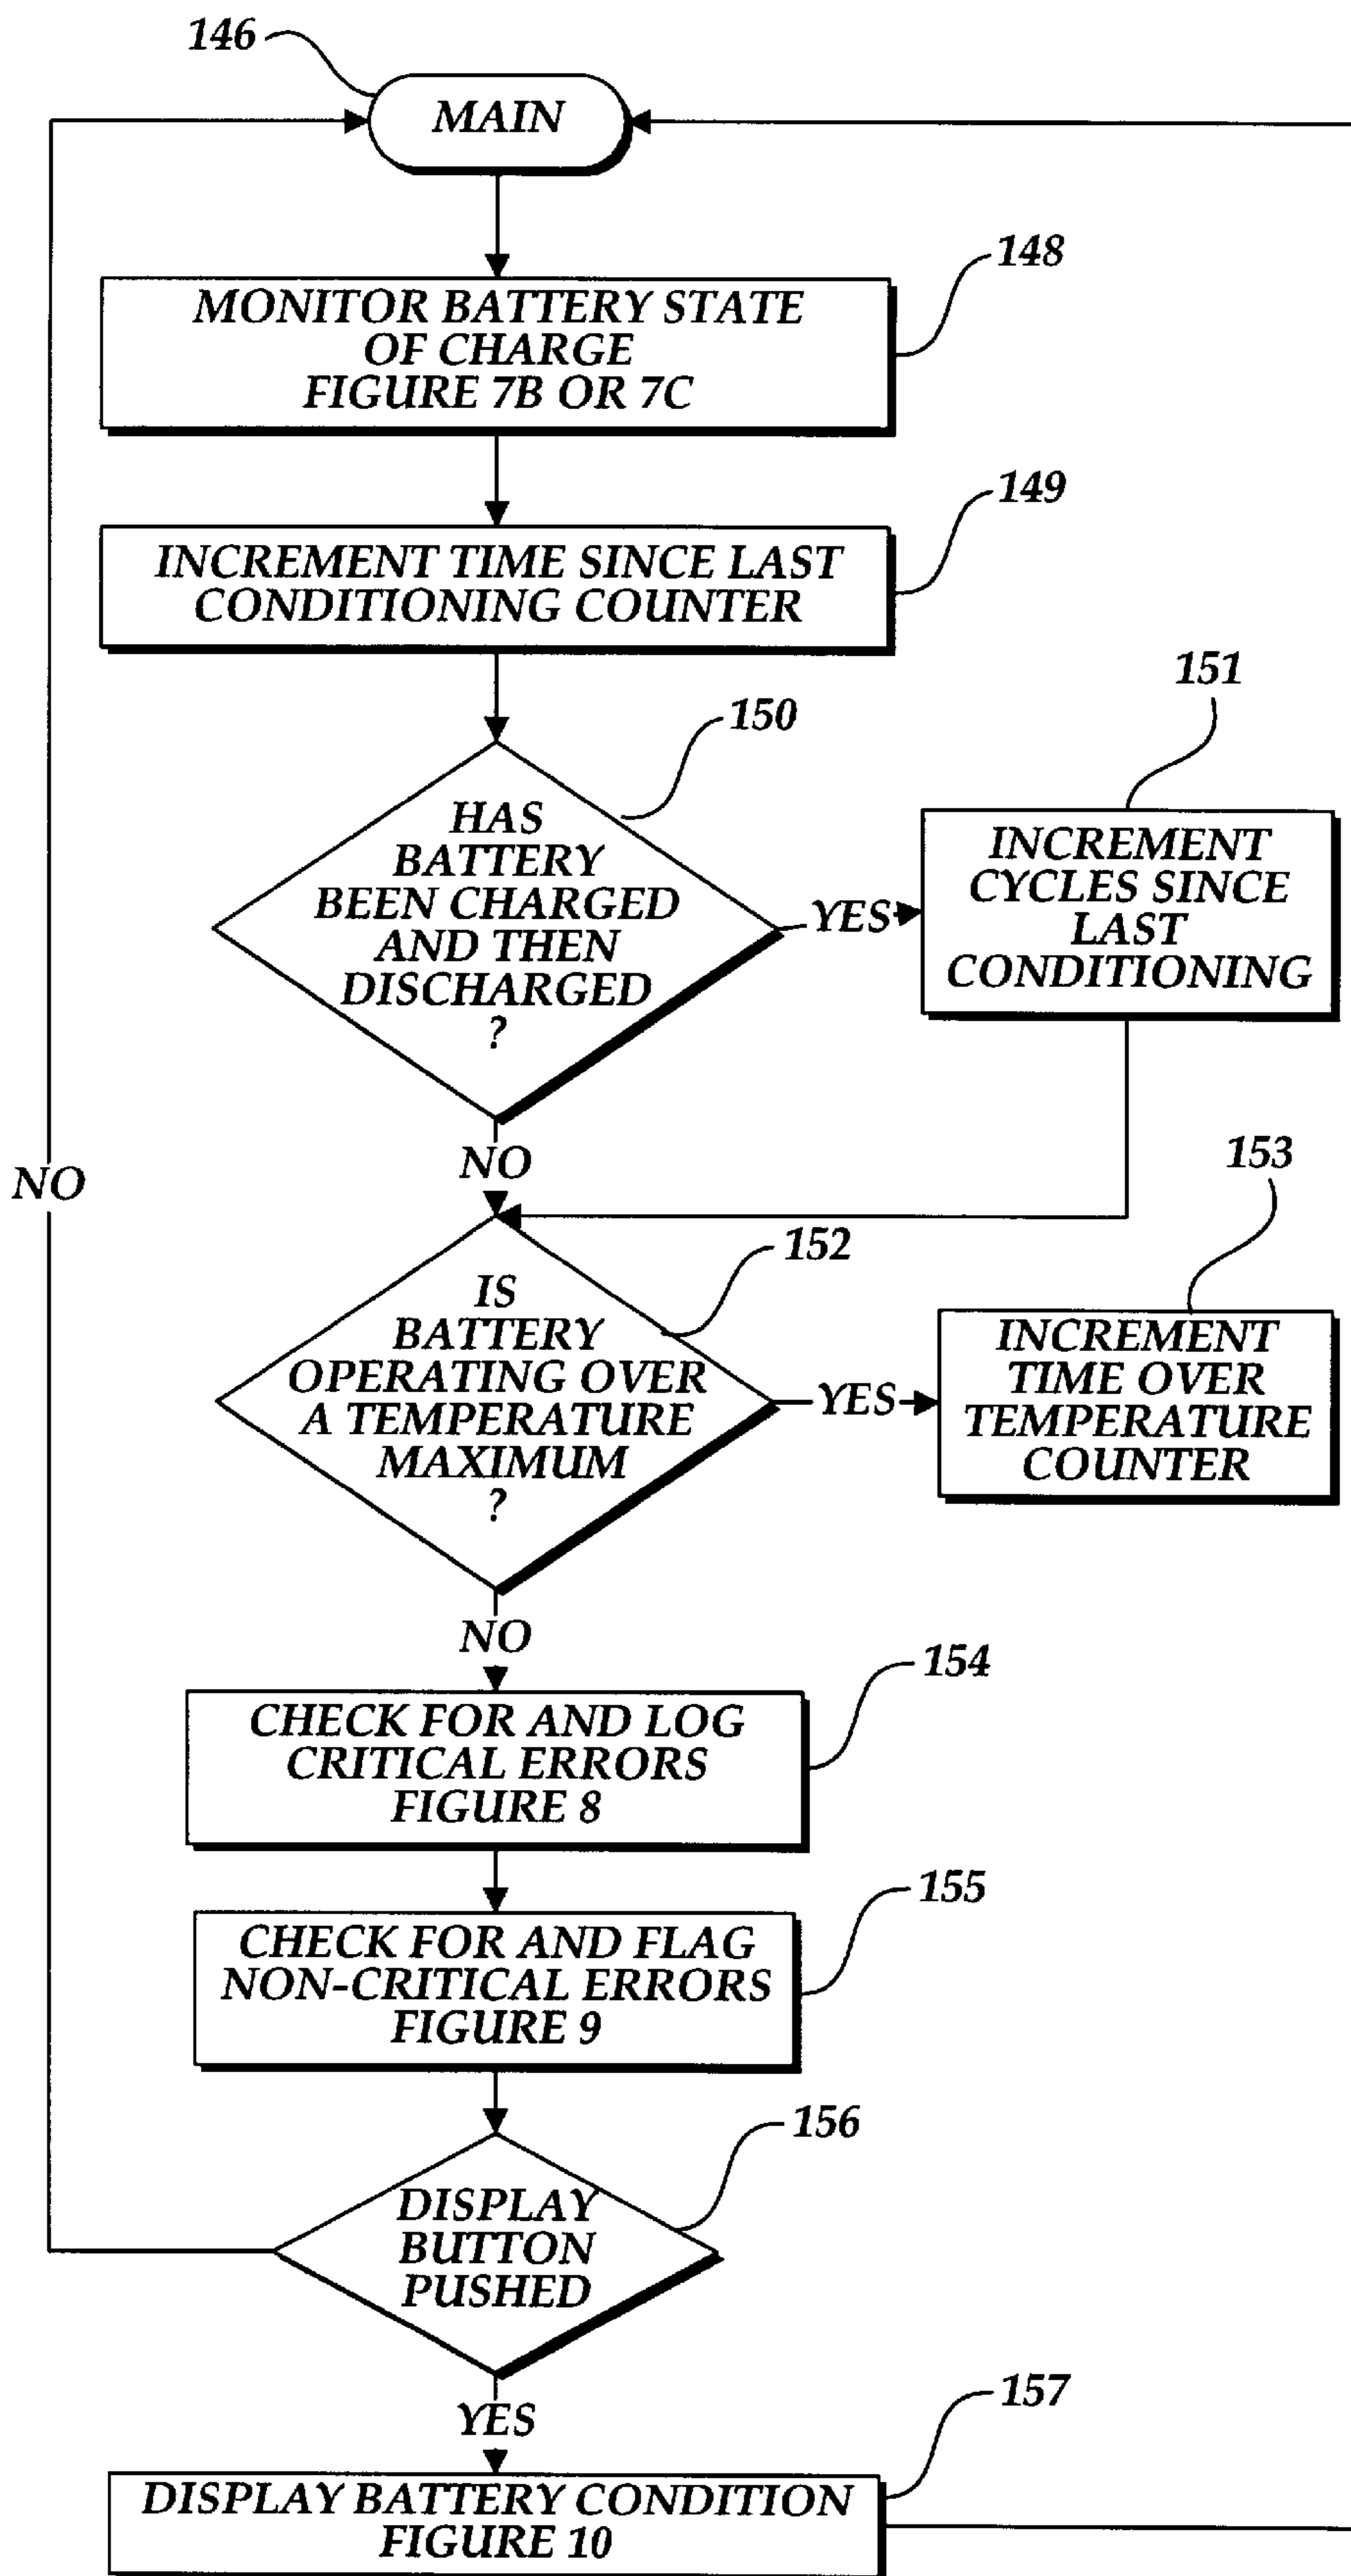 146
MAIN
148
MONITOR BATTERY STATE
OF CHARGE
FIGURE 7B OR 7C
149
INCREMENT TIME SINCE LAST
CONDITIONING COUNTER
150
HAS
BATTERY
BEEN CHARGED
AND THEN
DISCHARGED
?
YES
151
INCREMENT
CYCLES SINCE
LAST
CONDITIONING
NO
NO
152
IS
BATTERY
OPERATING OVER
A TEMPERATURE
MAXIMUM
?
YES
153
INCREMENT
TIME OVER
TEMPERATURE
COUNTER
NO
154
CHECK FOR AND LOG
CRITICAL ERRORS
FIGURE 8
155
CHECK FOR AND FLAG
NON-CRITICAL ERRORS
FIGURE 9
156
DISPLAY
BUTTON
PUSHED
YES
157
DISPLAY BATTERY CONDITION
FIGURE 10